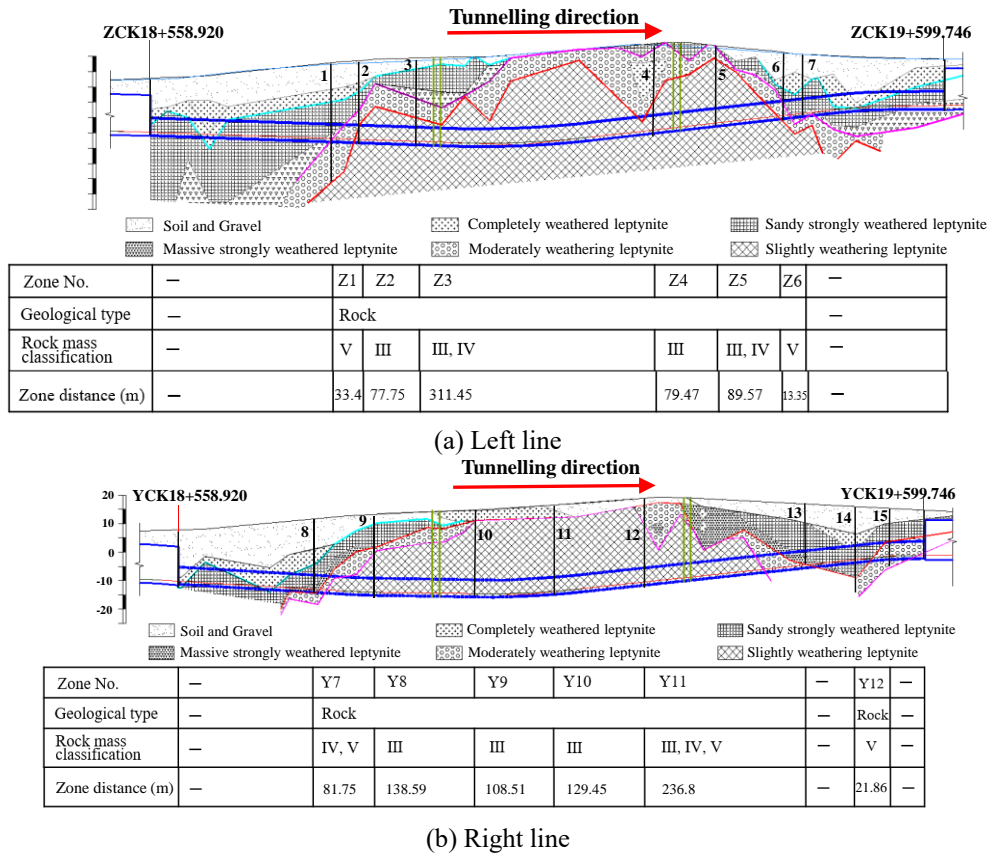 Tunnelling direction
ZCK18+558.920 ZCK19+599.746
1 2 3 4 5 6 7
Soil and Gravel Completely weathered leptynite Sandy strongly weathered leptynite
Massive strongly weathered leptynite Moderately weathering leptynite Slightly weathering leptynite
Zone No. — Z1 Z2 Z3 Z4 Z5 Z6 —
Geological type — Rock —
Rock mass classification — V III III, IV III III, IV V —
Zone distance (m) — 33.4 77.75 311.45 79.47 89.57 13.35 —
(a) Left line
Tunnelling direction
YCK18+558.920 YCK19+599.746
20
10
0
-10
-20
8 9 10 11 12 13 14 15
Soil and Gravel Completely weathered leptynite Sandy strongly weathered leptynite
Massive strongly weathered leptynite Moderately weathering leptynite Slightly weathering leptynite
Zone No. — Y7 Y8 Y9 Y10 Y11 — Y12 —
Geological type — Rock — Rock —
Rock mass classification — IV, V III III III III, IV, V — V —
Zone distance (m) — 81.75 138.59 108.51 129.45 236.8 — 21.86 —
(b) Right line